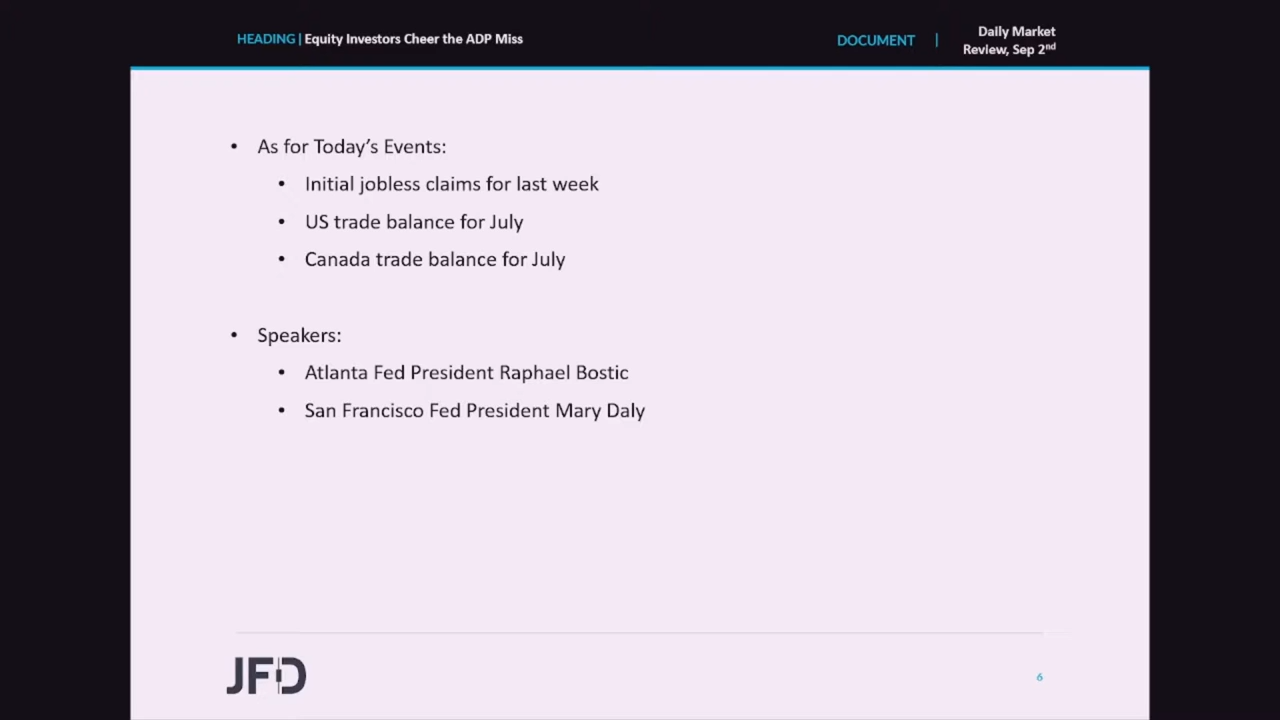 HEADING | Equity Investors Cheer the ADP Miss
DOCUMENT |
Daily Market
Review, Sep 2nd
• As for Today's Events:
• Initial jobless claims for last week
• US trade balance for July
• Canada trade balance for July
• Speakers:
• Atlanta Fed President Raphael Bostic
• San Francisco Fed President Mary Daly
JFD
6